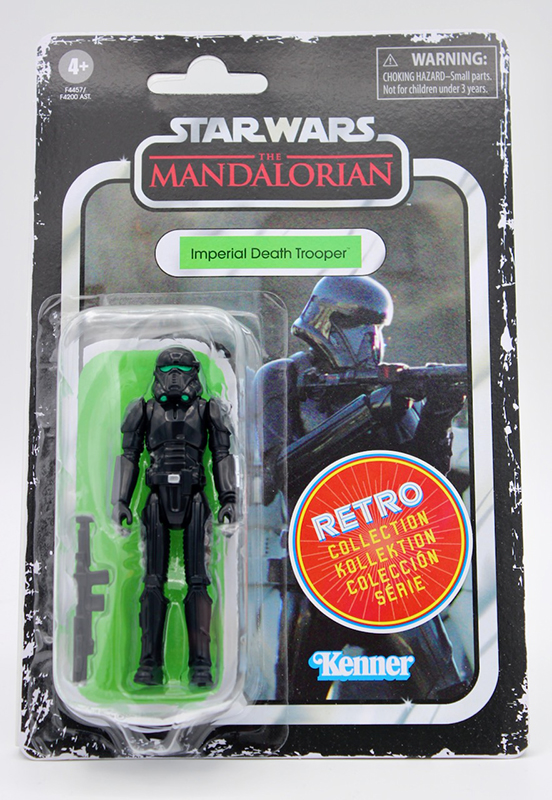 4+
F4457/
F4200 AST.
WARNING:
CHOKING HAZARD–Small parts.
Not for children under 3 years.
STAR WARS
THE
MANDALORIAN
Imperial Death Trooper™
RETRO
COLLECTION
KOLLEKTION
COLECCIÓN
SÉRIE
Kenner